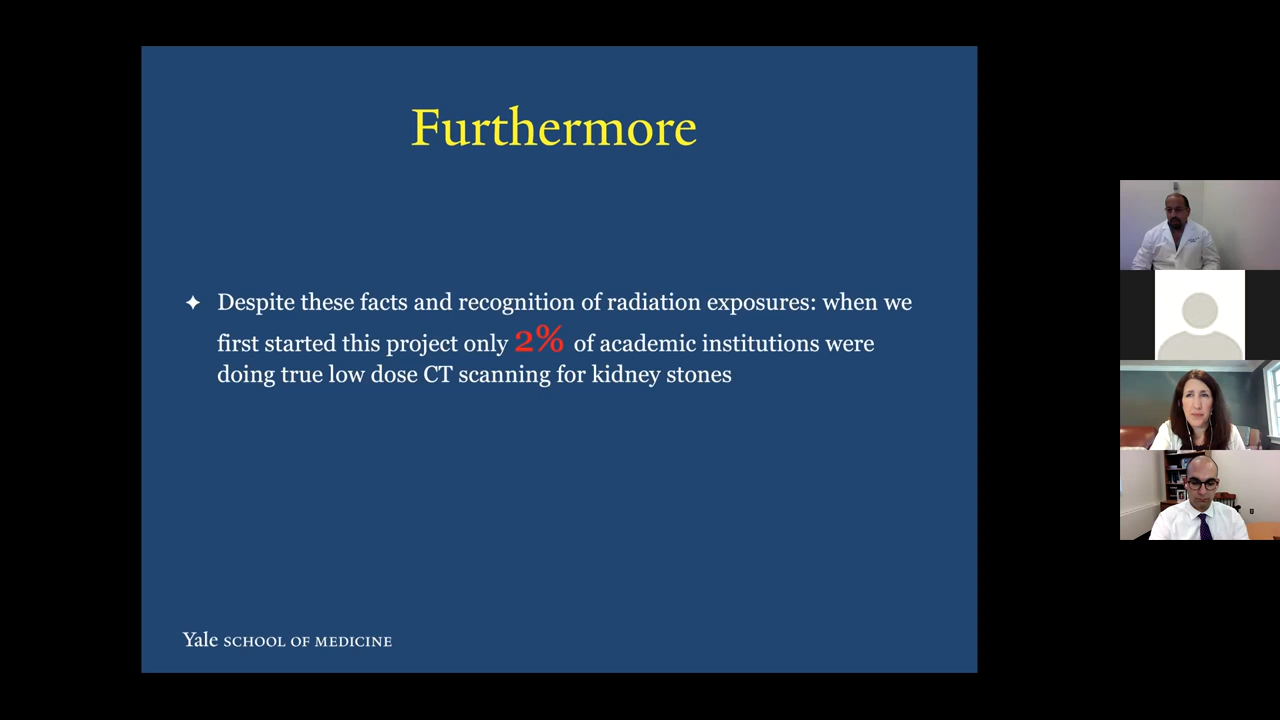 Furthermore
✦ Despite these facts and recognition of radiation exposures: when we
first started this project only 2% of academic institutions were
doing true low dose CT scanning for kidney stones
Yale SCHOOL OF MEDICINE